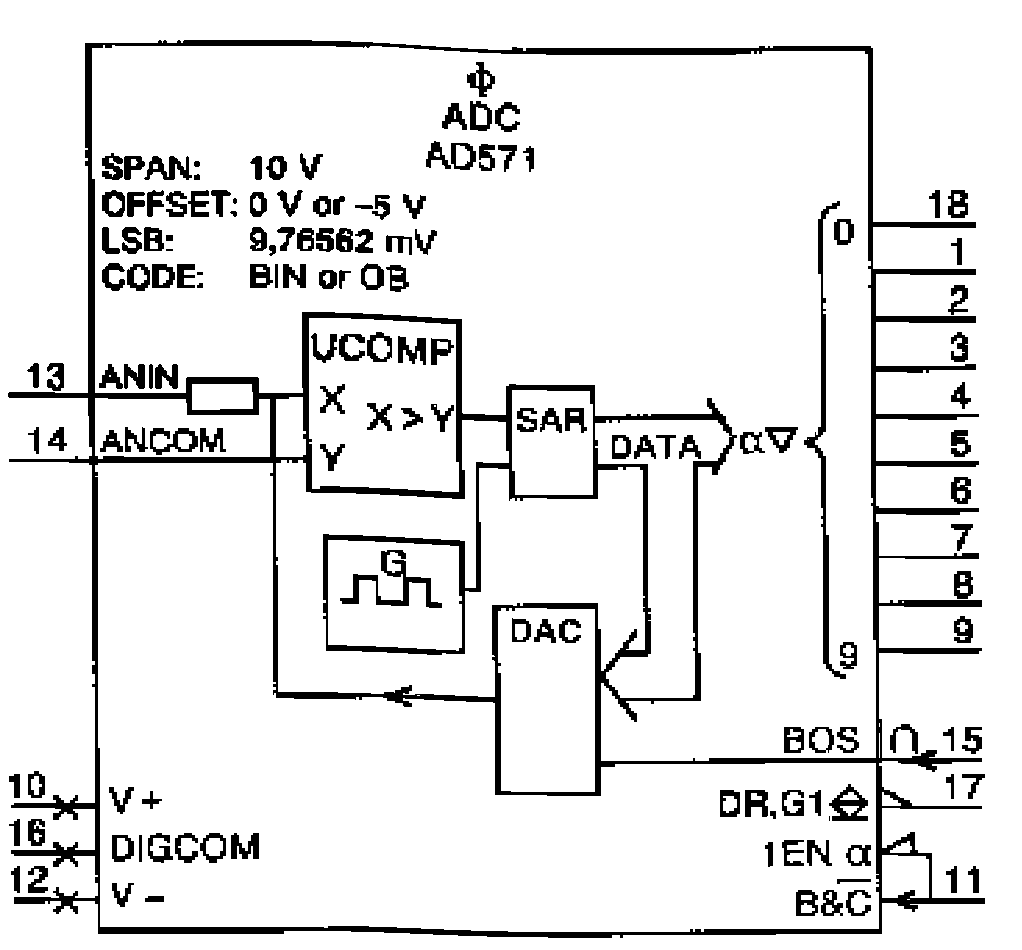 Φ
ADC
AD571
SPAN: 10 V
OFFSET: 0 V or –5 V
LSB: 9,76562 mV
CODE: BIN or OB
13 ANIN
14 ANCOM
UCOMP
X
X > Y
Y
SAR
DATA
α▽
G
DAC
0
9
18
1
2
3
4
5
6
7
8
9
BOS ∩ 15
10 V +
16 DIGCOM
12 V –
DR,G1 17
1EN α
B&C̅ 11